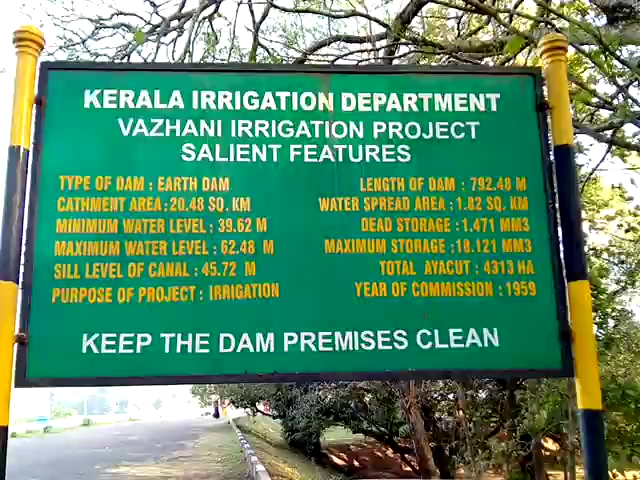 KERALA IRRIGATION DEPARTMENT
VAZHANI IRRIGATION PROJECT
SALIENT FEATURES
TYPE OF DAM : EARTH DAM
CATHMENT AREA : 20.48 SQ. KM
MINIMUM WATER LEVEL : 39.62 M
MAXIMUM WATER LEVEL : 62.48 M
SILL LEVEL OF CANAL : 45.72 M
PURPOSE OF PROJECT : IRRIGATION
LENGTH OF DAM : 792.48 M
WATER SPREAD AREA : 1.82 SQ. KM
DEAD STORAGE : 1.471 MM3
MAXIMUM STORAGE : 18.121 MM3
TOTAL AYACUT : 4313 HA
YEAR OF COMMISSION : 1959
KEEP THE DAM PREMISES CLEAN